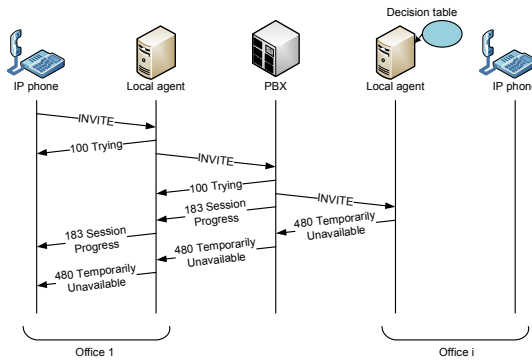 Decision table
IP phone
Local agent
PBX
Local agent
IP phone
INVITE
100 Trying
INVITE
100 Trying
INVITE
183 Session
Progress
480 Temporarily
Unavailable
183 Session
Progress
480 Temporarily
Unavailable
480 Temporarily
Unavailable
Office 1
Office i